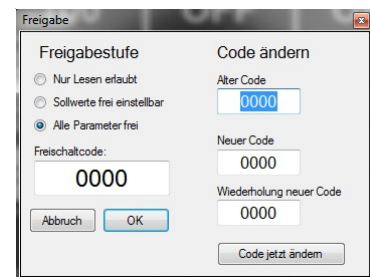 Freigabe
Freigabestufe
Nur Lesen erlaubt
Sollwerte frei einstellbar
Alle Parameter frei
Freischaltcode:
0000
Abbruch
OK
Code ändern
Alter Code
0000
Neuer Code
0000
Wiederholung neuer Code
0000
Code jetzt ändern